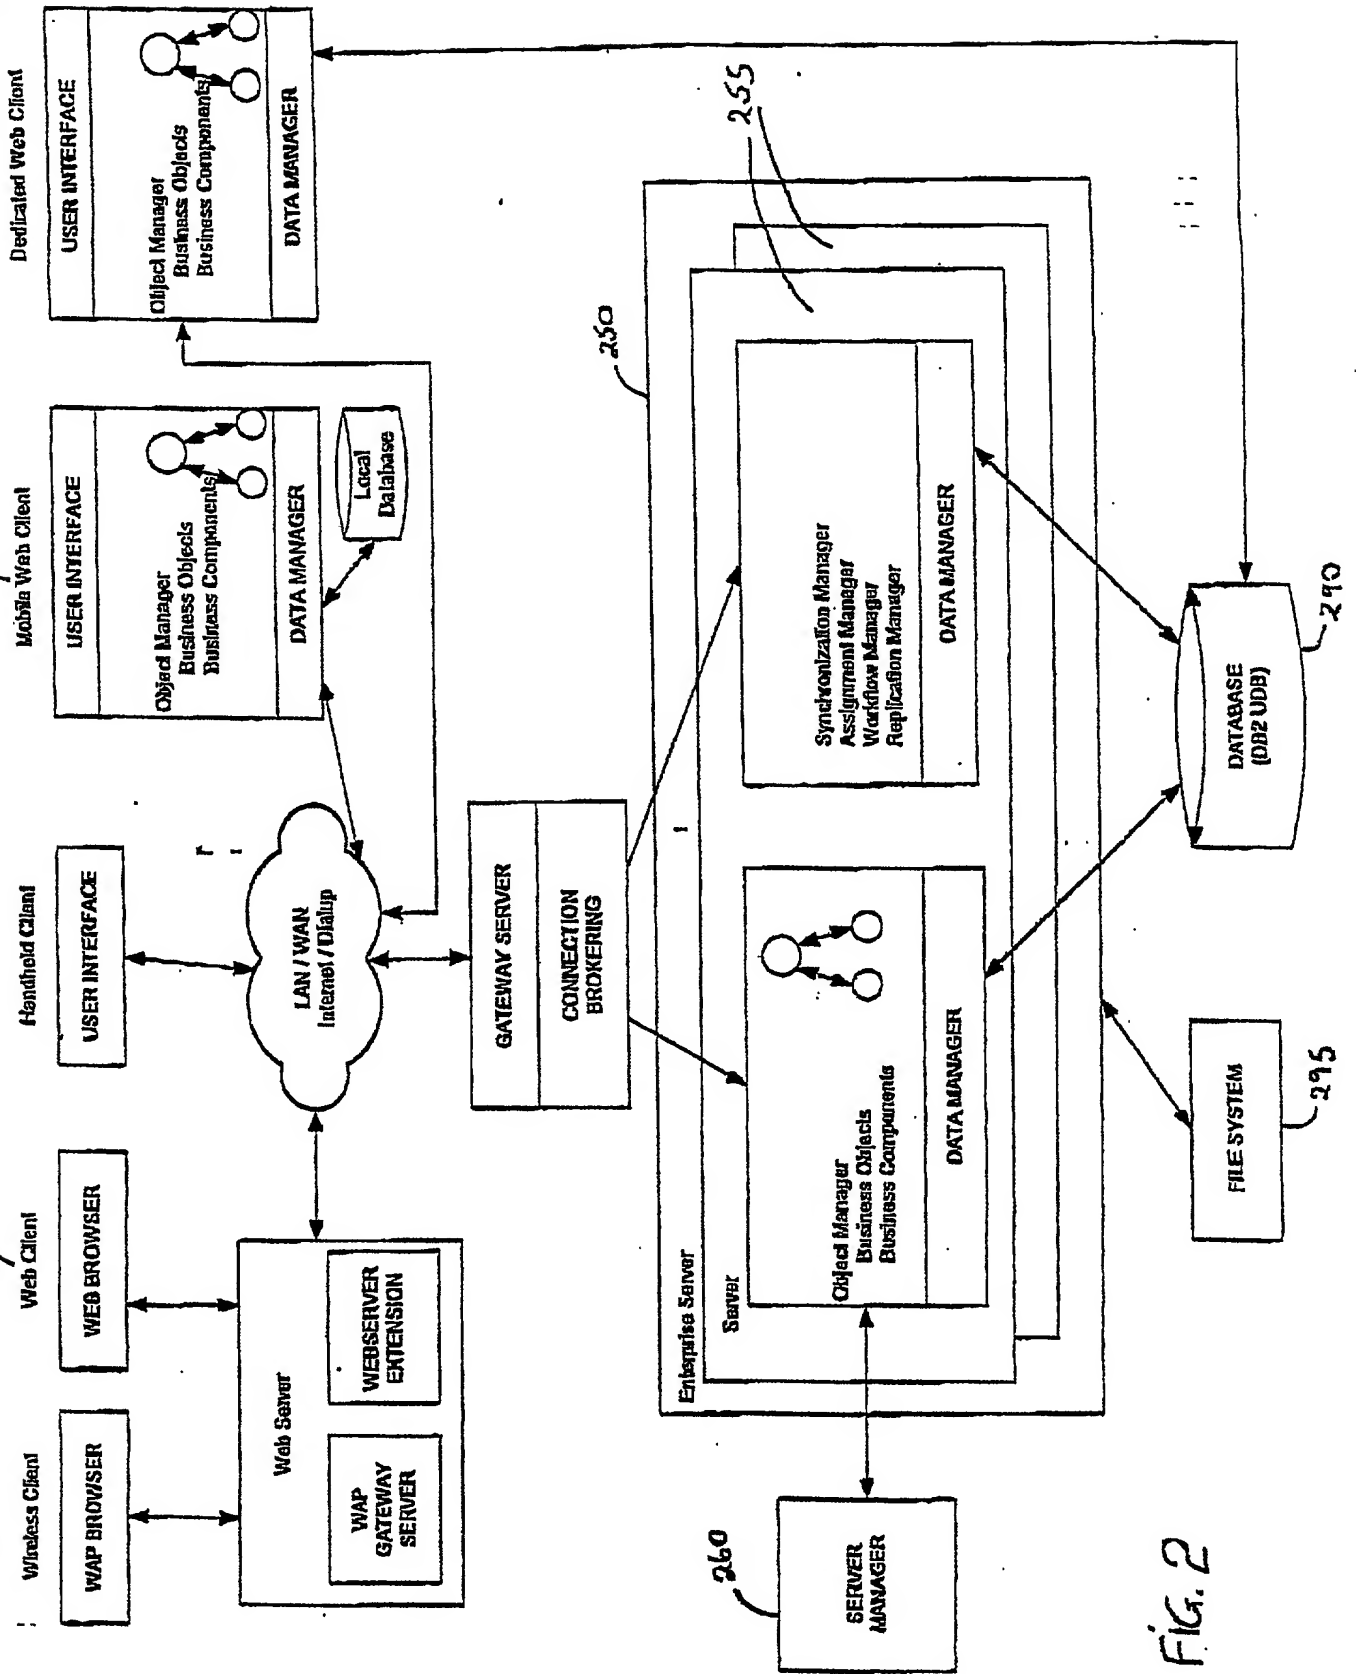 Wireless Client
WAP BROWSER
Web Client
WEB BROWSER
Handheld Client
USER INTERFACE
Mobile Web Client
USER INTERFACE
Object Manager
Business Objects
Business Components
DATA MANAGER
Local
Database
Dedicated Web Client
USER INTERFACE
Object Manager
Business Objects
Business Components
DATA MANAGER
Web Server
WAP
GATEWAY
SERVER
WEBSERVER
EXTENSION
LAN / WAN
Internet / Dialup
GATEWAY SERVER
CONNECTION
BROKERING
250
255
Enterprise Server
Server
Object Manager
Business Objects
Business Components
DATA MANAGER
Synchronization Manager
Assignment Manager
Workflow Manager
Replication Manager
DATA MANAGER
260
SERVER
MANAGER
FILE SYSTEM
295
DATABASE
(DB2 UDB)
290
FIG. 2